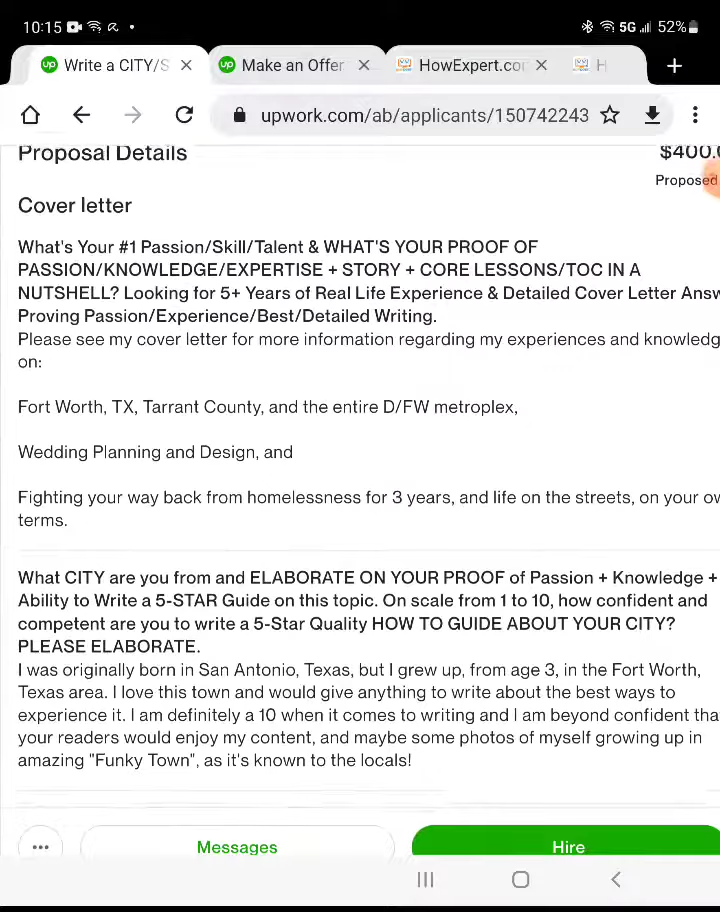 10:15
5G 52%
Write a CITY/S
Make an Offer
HowExpert.com
H
upwork.com/ab/applicants/150742243
Proposal Details
$400.
Proposed
Cover letter
What's Your #1 Passion/Skill/Talent & WHAT'S YOUR PROOF OF
PASSION/KNOWLEDGE/EXPERTISE + STORY + CORE LESSONS/TOC IN A
NUTSHELL? Looking for 5+ Years of Real Life Experience & Detailed Cover Letter Answ
Proving Passion/Experience/Best/Detailed Writing.
Please see my cover letter for more information regarding my experiences and knowledg
on:
Fort Worth, TX, Tarrant County, and the entire D/FW metroplex,
Wedding Planning and Design, and
Fighting your way back from homelessness for 3 years, and life on the streets, on your ow
terms.
What CITY are you from and ELABORATE ON YOUR PROOF of Passion + Knowledge +
Ability to Write a 5-STAR Guide on this topic. On scale from 1 to 10, how confident and
competent are you to write a 5-Star Quality HOW TO GUIDE ABOUT YOUR CITY?
PLEASE ELABORATE.
I was originally born in San Antonio, Texas, but I grew up, from age 3, in the Fort Worth,
Texas area. I love this town and would give anything to write about the best ways to
experience it. I am definitely a 10 when it comes to writing and I am beyond confident tha
your readers would enjoy my content, and maybe some photos of myself growing up in
amazing "Funky Town", as it's known to the locals!
Messages
Hire